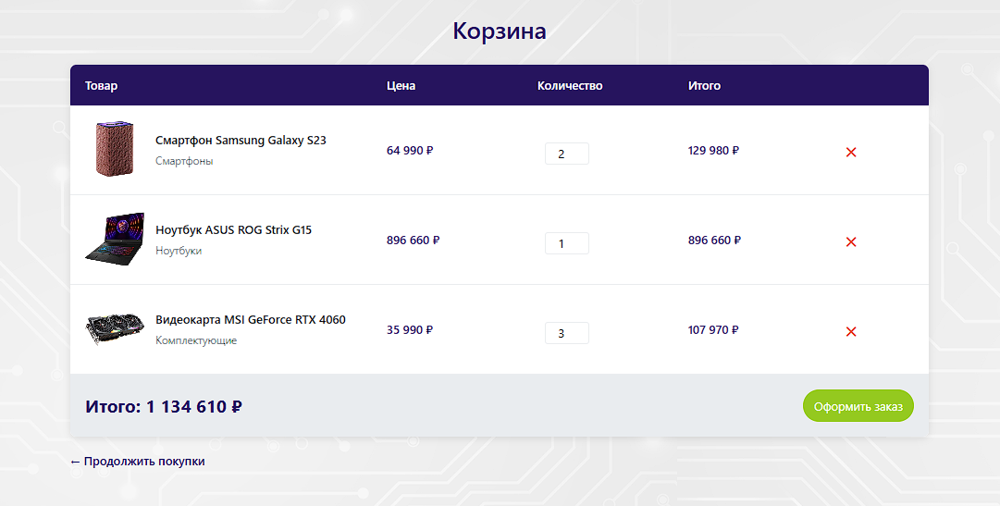 Корзина
Товар Цена Количество Итого
Смартфон Samsung Galaxy S23
Смартфоны
64 990 ₽ 2 129 980 ₽ ✕
Ноутбук ASUS ROG Strix G15
Ноутбуки
896 660 ₽ 1 896 660 ₽ ✕
Видеокарта MSI GeForce RTX 4060
Комплектующие
35 990 ₽ 3 107 970 ₽ ✕
Итого: 1 134 610 ₽ Оформить заказ
← Продолжить покупки